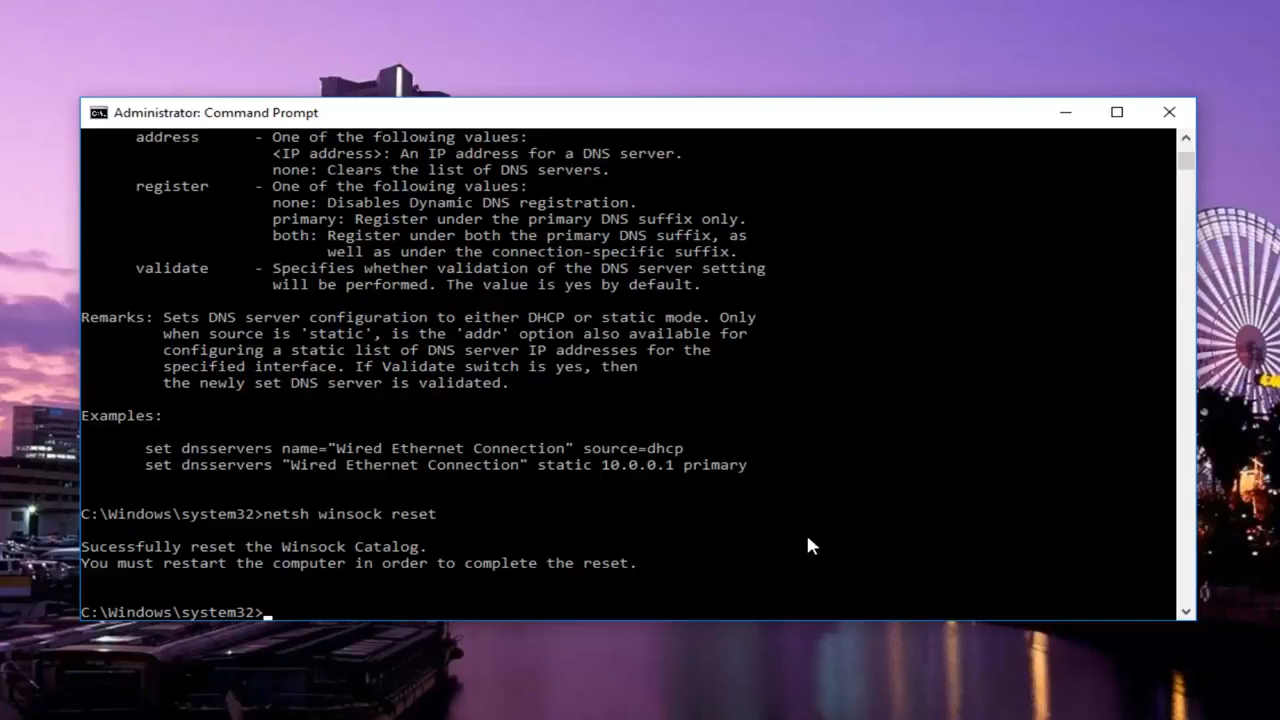 Administrator: Command Prompt
address - One of the following values:
<IP address>: An IP address for a DNS server.
none: Clears the list of DNS servers.
register - One of the following values:
none: Disables Dynamic DNS registration.
primary: Register under the primary DNS suffix only.
both: Register under both the primary DNS suffix, as
well as under the connection-specific suffix.
validate - Specifies whether validation of the DNS server setting
will be performed. The value is yes by default.
Remarks: Sets DNS server configuration to either DHCP or static mode. Only
when source is 'static', is the 'addr' option also available for
configuring a static list of DNS server IP addresses for the
specified interface. If Validate switch is yes, then
the newly set DNS server is validated.
Examples:
set dnsservers name="Wired Ethernet Connection" source=dhcp
set dnsservers "Wired Ethernet Connection" static 10.0.0.1 primary
C:\Windows\system32>netsh winsock reset
Sucessfully reset the Winsock Catalog.
You must restart the computer in order to complete the reset.
C:\Windows\system32>